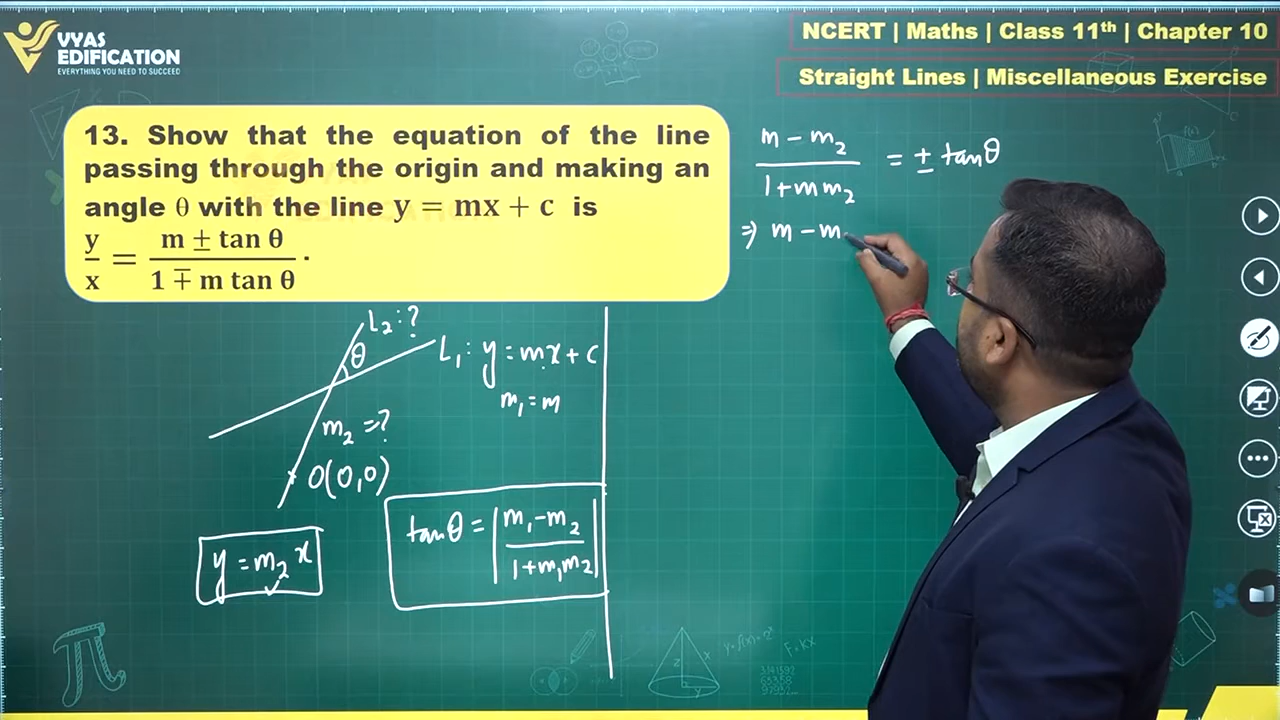 VYAS
EDIFICATION
EVERYTHING YOU NEED TO SUCCEED
NCERT | Maths | Class 11th | Chapter 10
Straight Lines | Miscellaneous Exercise
13. Show that the equation of the line
passing through the origin and making an
angle θ with the line y = mx + c is
y/x = (m ± tan θ)/(1 ∓ m tan θ).
(m - m₂)/(1 + m m₂) = ± tanθ
⇒ m - m
L₂ : ?
θ
L₁ : y = mx + c
m₁ = m
m₂ = ?
O(0,0)
tanθ = |(m₁ - m₂)/(1 + m₁m₂)|
y = m₂x